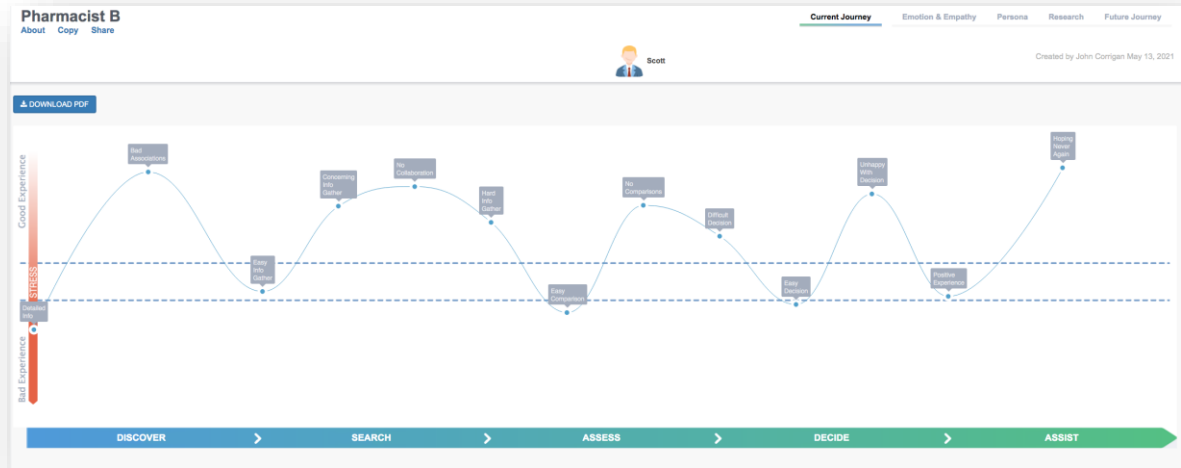 Pharmacist B
About Copy Share
Current Journey
Emotion & Empathy
Persona
Research
Future Journey
Scott
Created by John Corrigan May 13, 2021
DOWNLOAD PDF
Good Experience
STRESS
Bad Experience
Detailed
Info
Bad
Associations
Easy
Info
Gather
Concerning
Info
Gather
No
Collaboration
Hard
Info
Gather
Easy
Comparison
No
Comparisons
Difficult
Decision
Easy
Decision
Unhappy
With
Decision
Positive
Experience
Hoping
Never
Again
DISCOVER
SEARCH
ASSESS
DECIDE
ASSIST